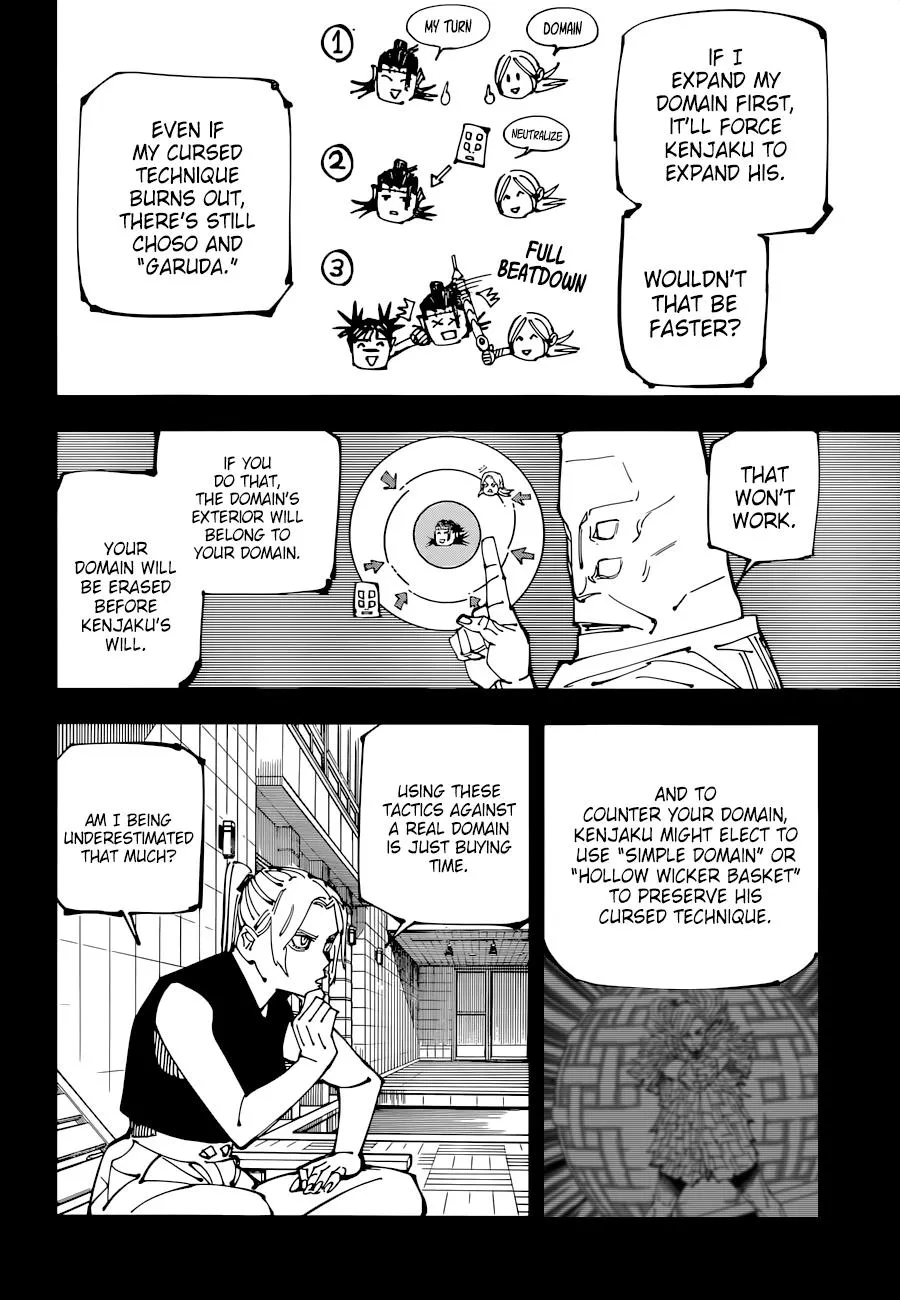 IF I
EXPAND MY
DOMAIN FIRST,
IT'LL FORCE
KENJAKU TO
EXPAND HIS.
WOULDN'T
THAT BE
FASTER?
1
MY TURN
DOMAIN
2
NEUTRALIZE
3
FULL
BEATDOWN
EVEN IF
MY CURSED
TECHNIQUE
BURNS OUT,
THERE'S STILL
CHOSO AND
"GARUDA."
THAT
WON'T
WORK.
IF YOU
DO THAT,
THE DOMAIN'S
EXTERIOR WILL
BELONG TO
YOUR DOMAIN.
YOUR
DOMAIN WILL
BE ERASED
BEFORE
KENJAKU'S
WILL.
AND TO
COUNTER YOUR DOMAIN,
KENJAKU MIGHT ELECT TO
USE "SIMPLE DOMAIN" OR
"HOLLOW WICKER BASKET"
TO PRESERVE HIS
CURSED TECHNIQUE.
USING THESE
TACTICS AGAINST
A REAL DOMAIN
IS JUST BUYING
TIME.
AM I BEING
UNDERESTIMATED
THAT MUCH?